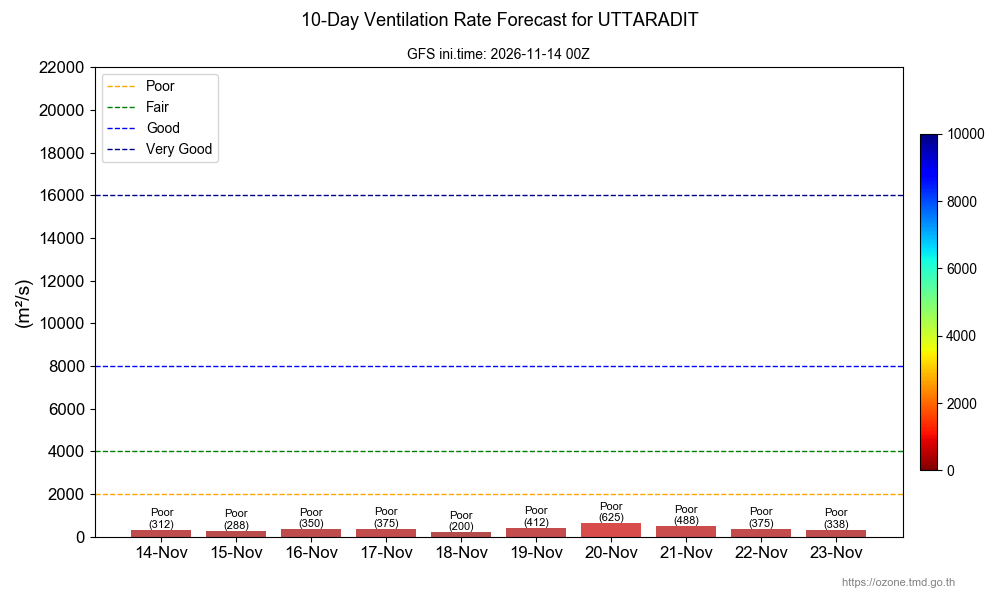 10-Day Ventilation Rate Forecast for UTTARADIT
GFS ini.time: 2026-11-14 00Z
22000
20000
18000
16000
14000
12000
10000
8000
6000
4000
2000
0
(m²/s)
Poor
Fair
Good
Very Good
Poor
(312)
Poor
(288)
Poor
(350)
Poor
(375)
Poor
(200)
Poor
(412)
Poor
(625)
Poor
(488)
Poor
(375)
Poor
(338)
14-Nov 15-Nov 16-Nov 17-Nov 18-Nov 19-Nov 20-Nov 21-Nov 22-Nov 23-Nov
10000
8000
6000
4000
2000
0
https://ozone.tmd.go.th